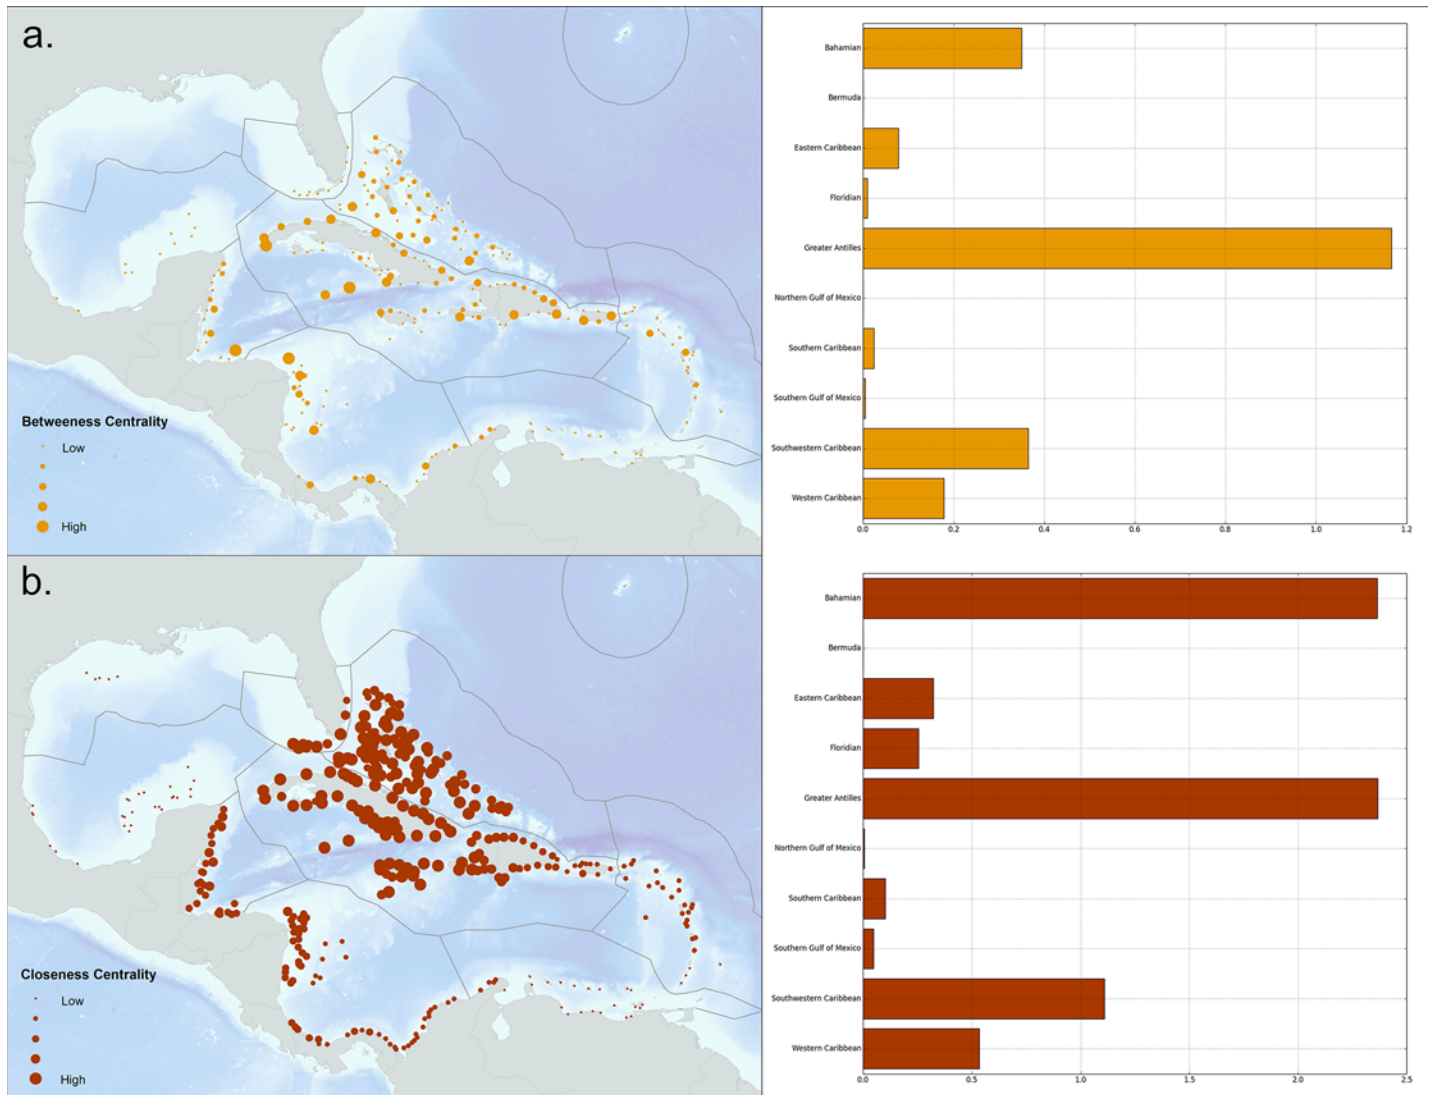 a.
Betweeness Centrality
Low
High
Bahamian
Bermuda
Eastern Caribbean
Floridian
Greater Antilles
Northern Gulf of Mexico
Southern Caribbean
Southern Gulf of Mexico
Southwestern Caribbean
Western Caribbean
0.0 0.2 0.4 0.6 0.8 1.0 1.2
b.
Closeness Centrality
Low
High
Bahamian
Bermuda
Eastern Caribbean
Floridian
Greater Antilles
Northern Gulf of Mexico
Southern Caribbean
Southern Gulf of Mexico
Southwestern Caribbean
Western Caribbean
0.0 0.5 1.0 1.5 2.0 2.5